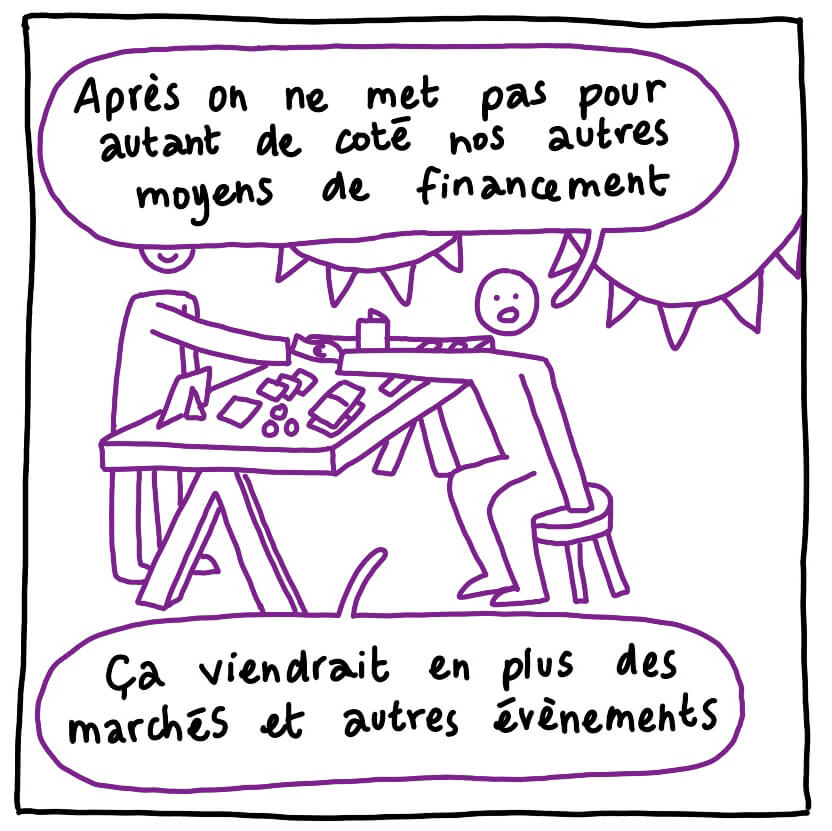 Après on ne met pas pour
autant de coté nos autres
moyens de financement
Ça viendrait en plus des
marchés et autres évènements